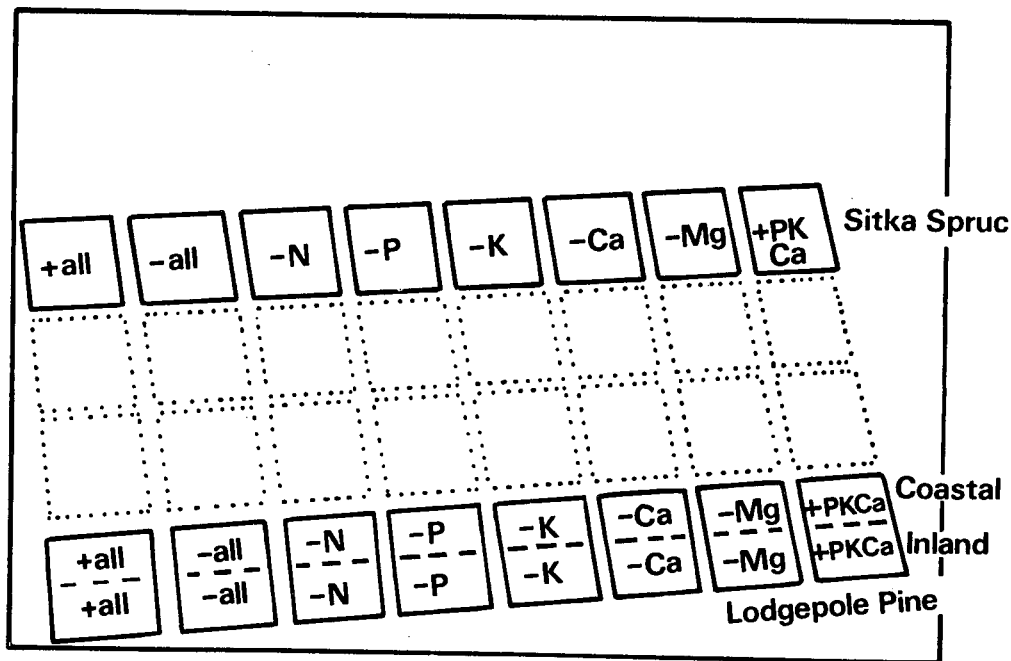 +all
-all
-N
-P
-K
-Ca
-Mg
+PK
Ca
Sitka Spruc
+all
-all
-N
-P
-K
-Ca
-Mg
+PKCa
Coastal
+all
-all
-N
-P
-K
-Ca
-Mg
+PKCa
Inland
Lodgepole Pine